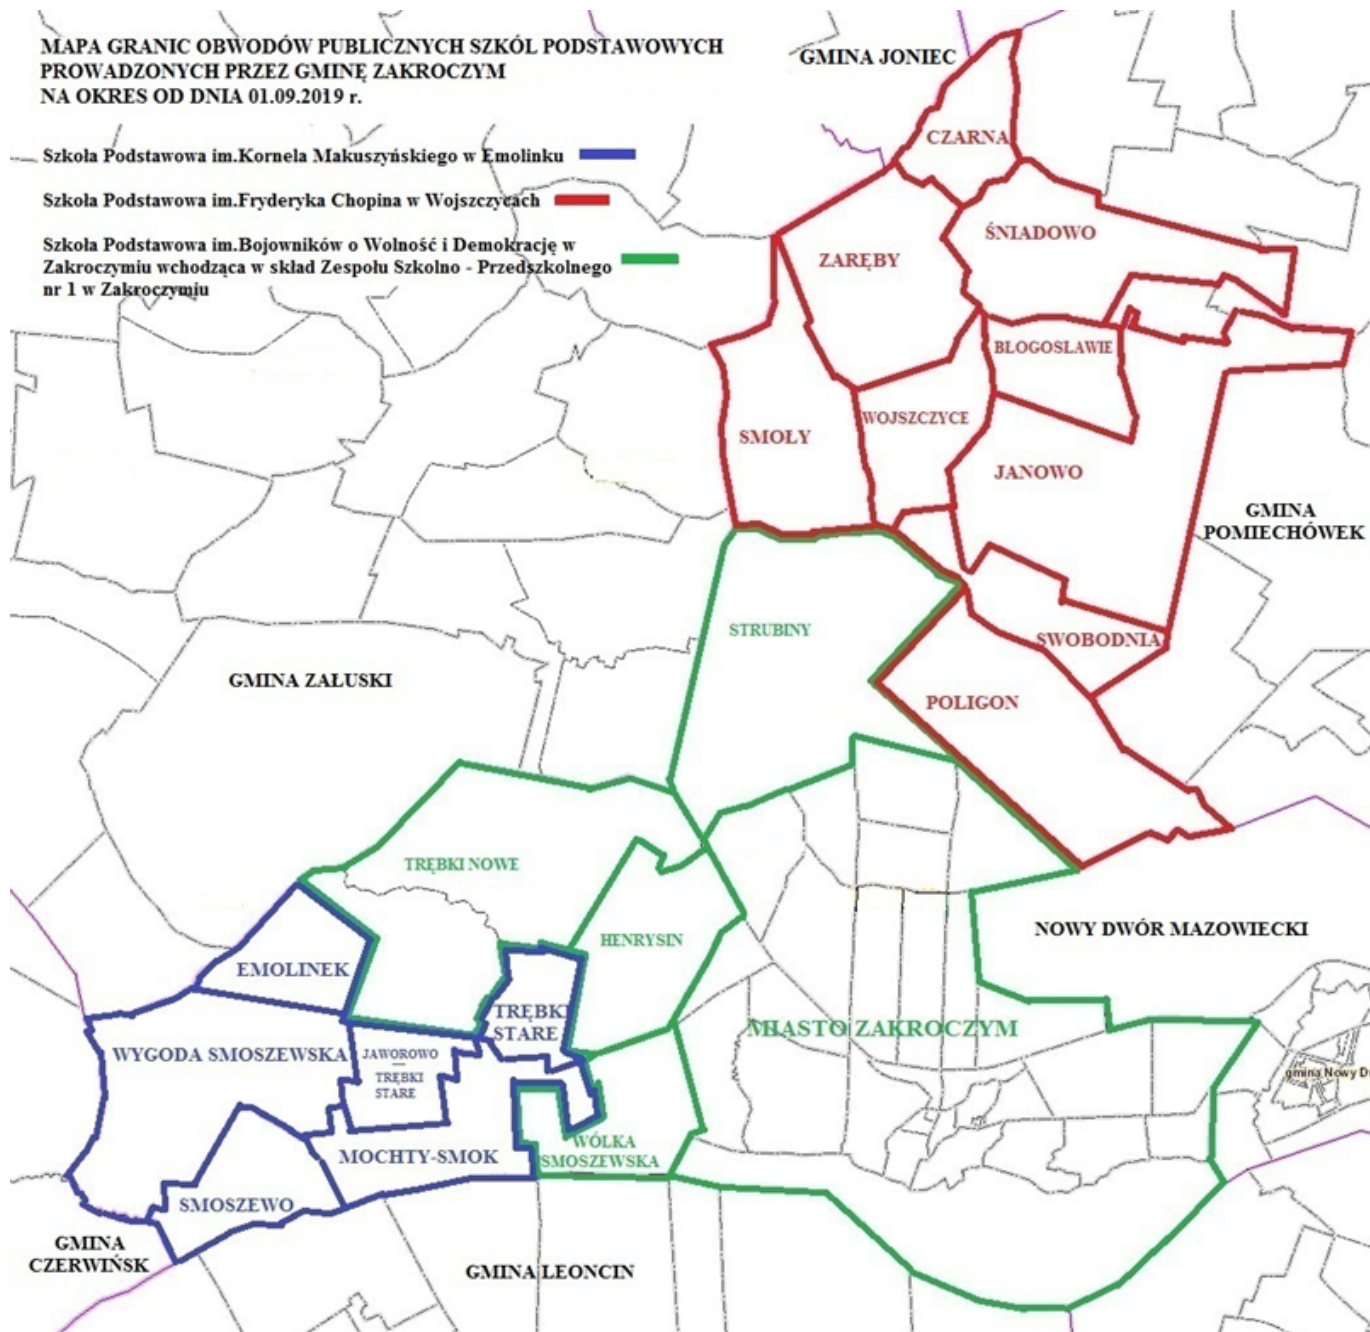 MAPA GRANIC OBWODÓW PUBLICZNYCH SZKÓL PODSTAWOWYCH
PROWADZONYCH PRZEZ GMINĘ ZAKROCZYM
NA OKRES OD DNIA 01.09.2019 r.
Szkoła Podstawowa im.Kornela Makuszyńskiego w Emolinku
Szkoła Podstawowa im.Fryderyka Chopina w Wojszczycach
Szkoła Podstawowa im.Bojowników o Wolność i Demokrację w
Zakroczymiu wchodząca w skład Zespołu Szkolno - Przedszkolnego
nr 1 w Zakroczymiu
GMINA JONIEC
CZARNA
ŚNIADOWO
ZARĘBY
BŁOGOSŁAWIE
WOJSZCZYCE
SMOŁY
JANOWO
GMINA
POMIECHÓWEK
STRUBINY
SWOBODNIA
GMINA ZAŁUSKI
POLIGON
TRĘBKI NOWE
HENRYSIN
NOWY DWÓR MAZOWIECKI
EMOLINEK
TRĘBKI
STARE
MIASTO ZAKROCZYM
WYGODA SMOSZEWSKA
JAWOROWO
—
TRĘBKI
STARE
gmina Nowy D
MOCHTY-SMOK
WÓLKA
SMOSZEWSKA
SMOSZEWO
GMINA
CZERWIŃSK
GMINA LEONCIN